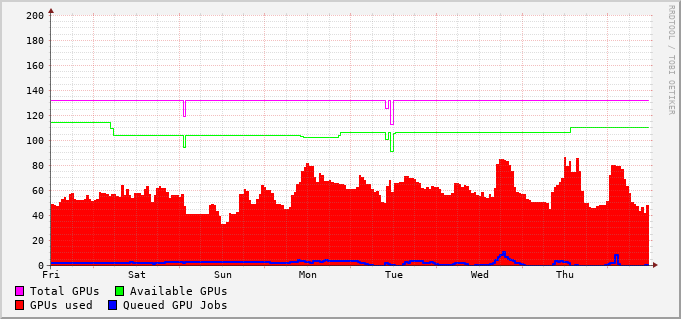 RRDTOOL / TOBI OETIKER
200
180
160
140
120
100
80
60
40
20
0
Fri Sat Sun Mon Tue Wed Thu
Total GPUs Available GPUs
GPUs used Queued GPU Jobs